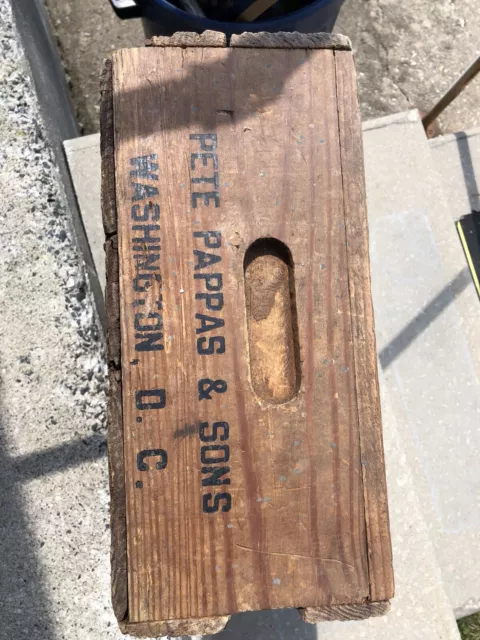 PETE PAPPAS & SONS
WASHINGTON, D. C.